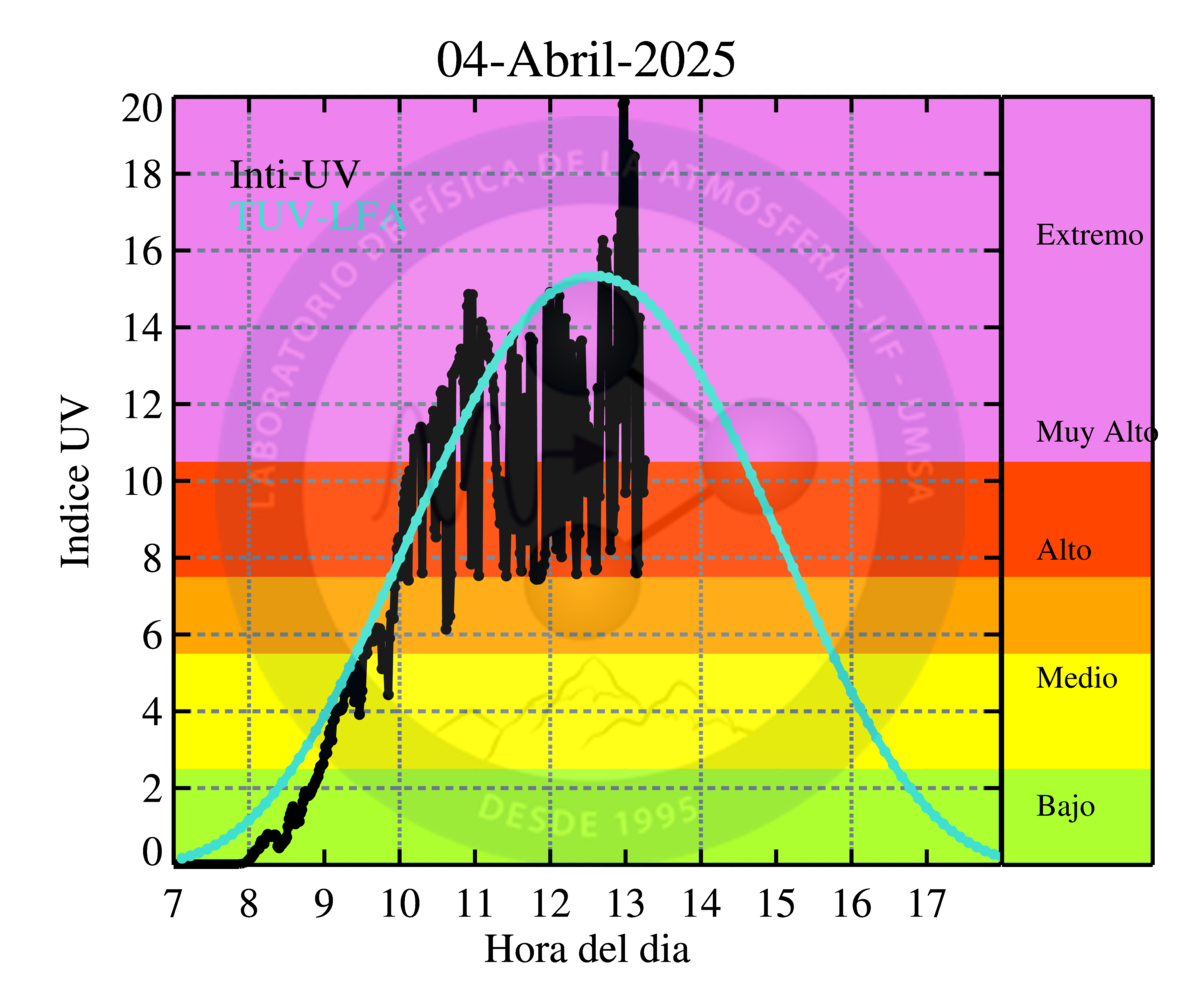 04-Abril-2025
20
18
16
14
12
10
8
6
4
2
0
Indice UV
Inti-UV
TUV-LFA
LABORATORIO DE FÍSICA DE LA ATMÓSFERA - IIF - UMSA
DESDE 1995
Extremo
Muy Alto
Alto
Medio
Bajo
7 8 9 10 11 12 13 14 15 16 17
Hora del dia